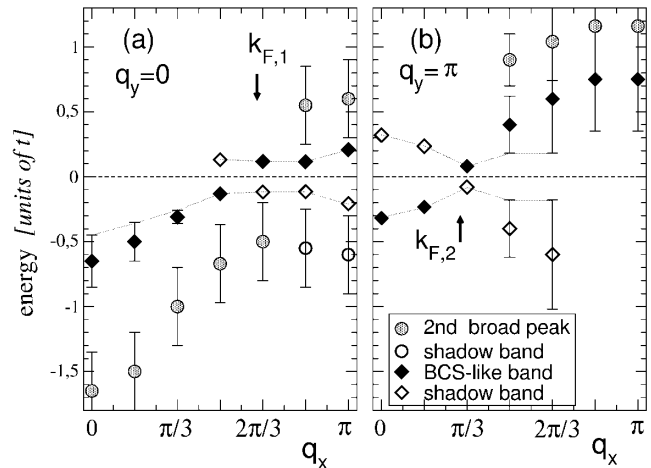 (a)
q_y=0
k_F,1
(b)
q_y=π
k_F,2
energy [units of t]
1
0,5
0
-0,5
-1
-1,5
2nd broad peak
shadow band
BCS-like band
shadow band
0 π/3 2π/3 π
q_x
0 π/3 2π/3 π
q_x